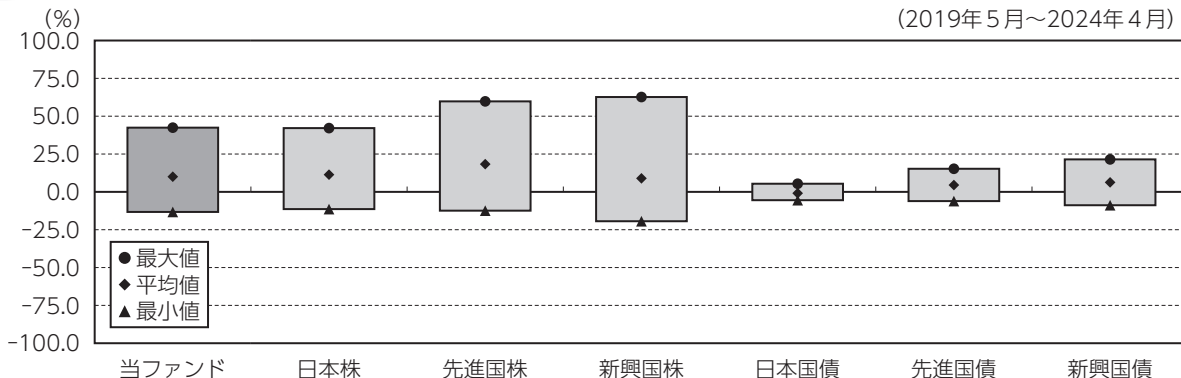 (%)
(2019年5月～2024年4月)
100.0
75.0
50.0
25.0
0.0
-25.0
-50.0
-75.0
-100.0
●最大値
◆平均値
▲最小値
当ファンド 日本株 先進国株 新興国株 日本国債 先進国債 新興国債